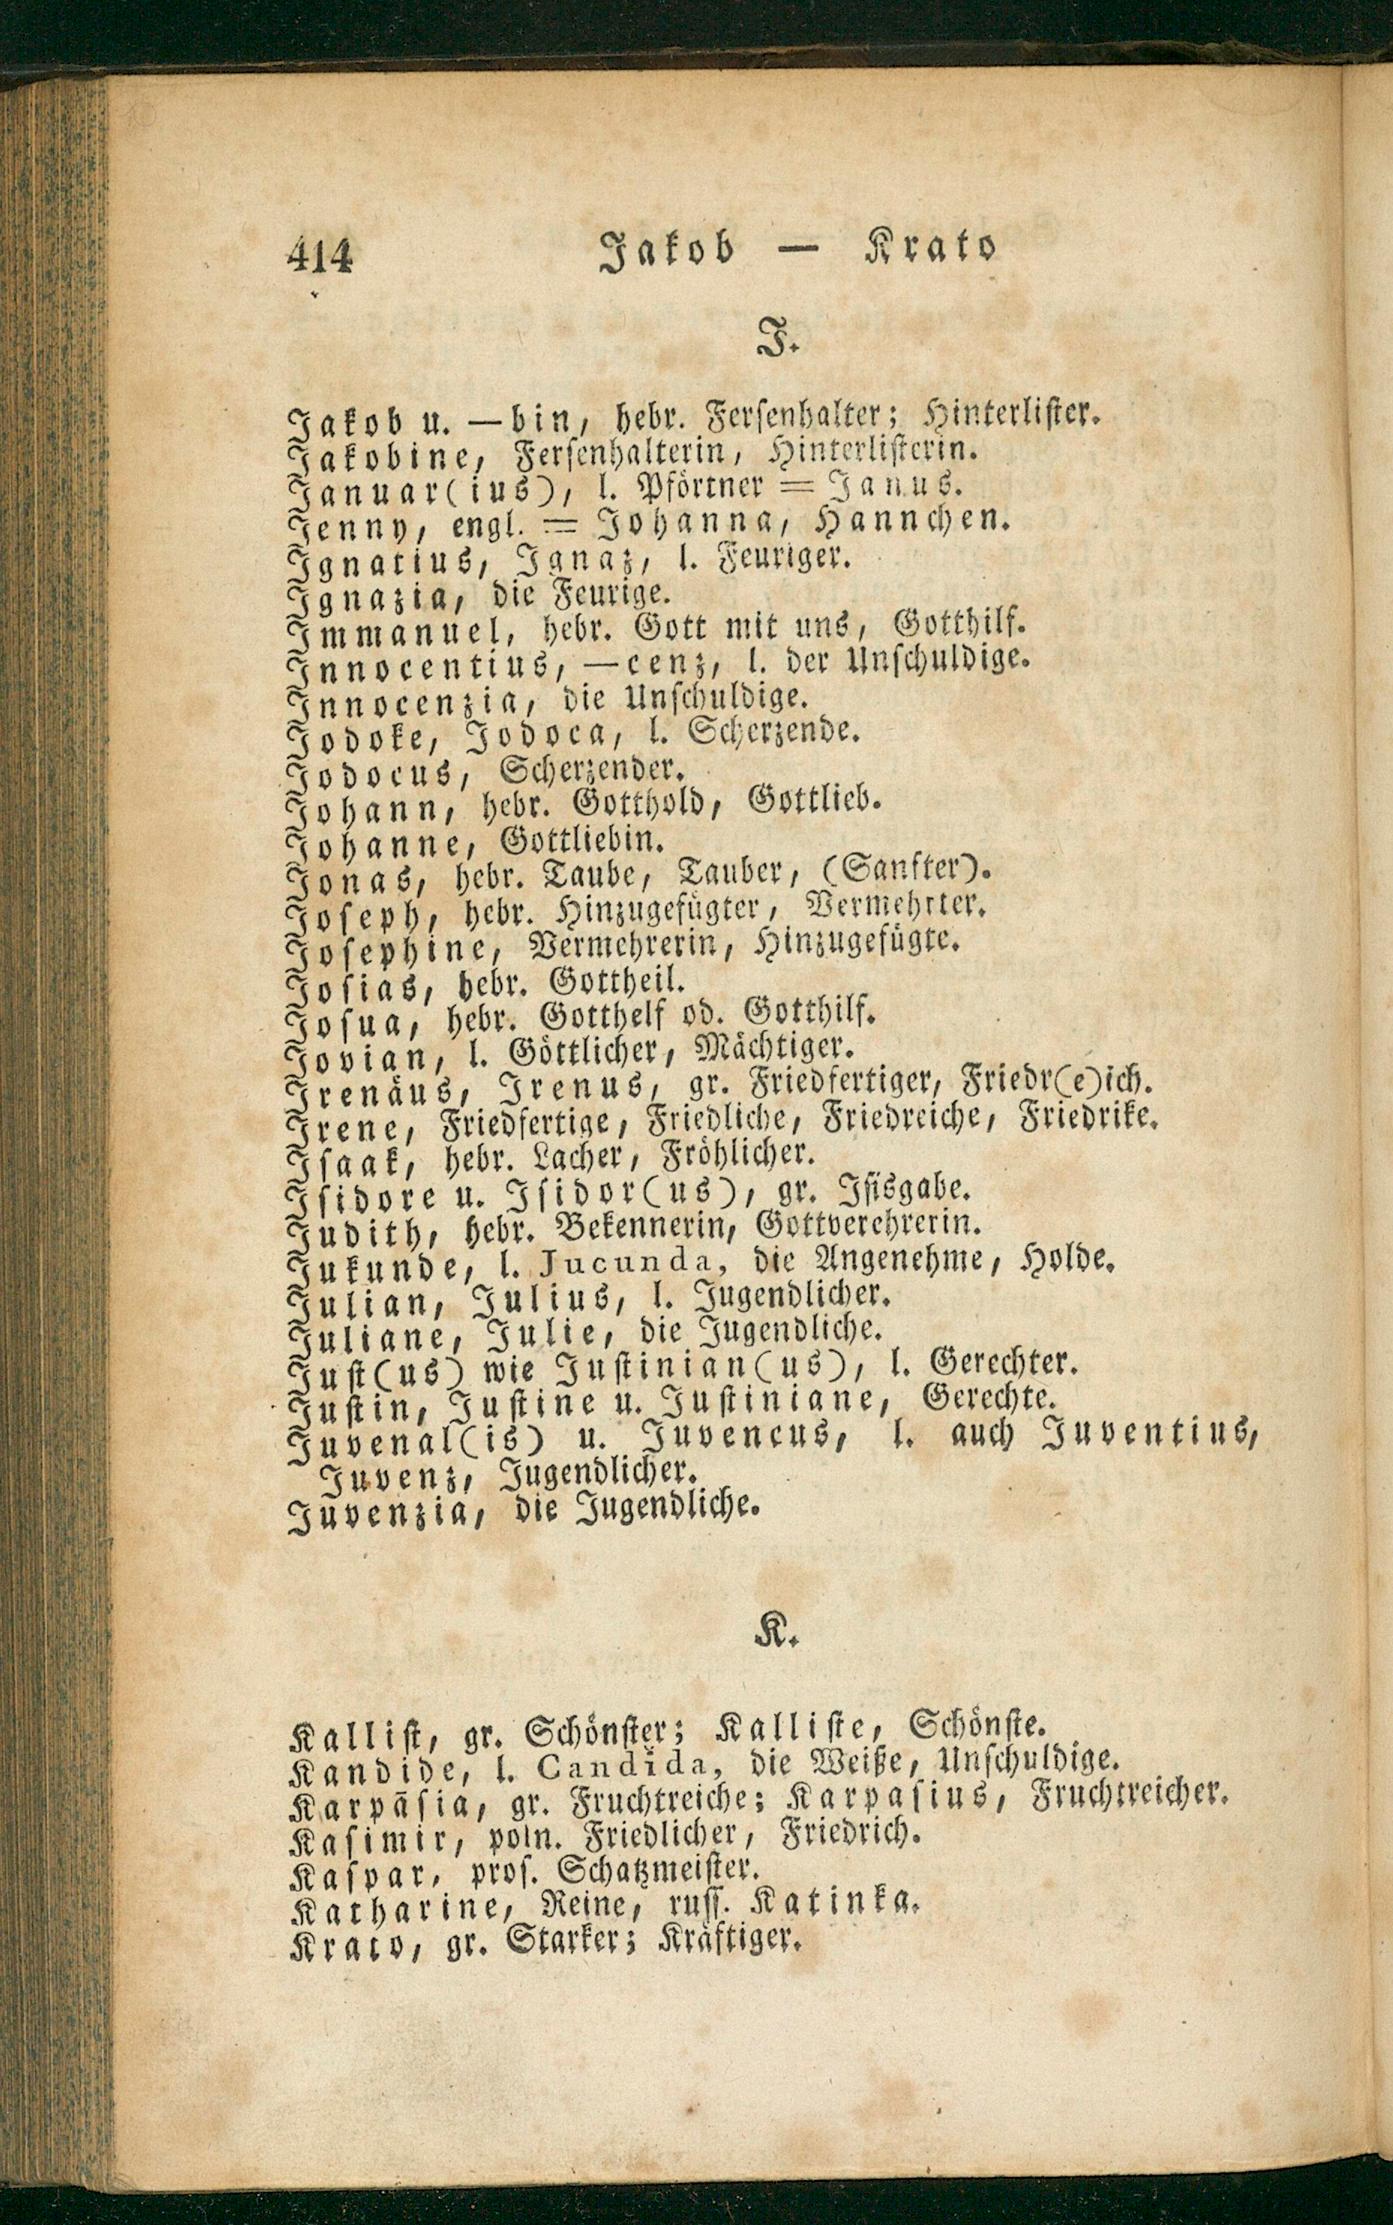 414 Jakob — Krato
J.
Jakob u. —bin, hebr. Fersenhalter; Hinterlister.
Jakobine, Fersenhalterin, Hinterlisterin.
Januar(ius), l. Pförtner = Janus.
Jenny, engl. = Johanna, Hannchen.
Ignatius, Ignaz, l. Feuriger.
Ignazia, die Feurige.
Immanuel, hebr. Gott mit uns, Gotthilf.
Innocentius, —cenz, l. der Unschuldige.
Innocenzia, die Unschuldige.
Jodoke, Jodoca, l. Scherzende.
Jodocus, Scherzender.
Johann, hebr. Gotthold, Gottlieb.
Johanne, Gottliebin.
Jonas, hebr. Taube, Tauber, (Sanfter).
Joseph, hebr. Hinzugefügter, Vermehrter.
Josephine, Vermehrerin, Hinzugefügte.
Josias, hebr. Gottheil.
Josua, hebr. Gotthelf od. Gotthilf.
Jovian, l. Göttlicher, Mächtiger.
Irenäus, Irenus, gr. Friedfertiger, Friedr(e)ich.
Irene, Friedfertige, Friedliche, Friedreiche, Friedrike.
Isaak, hebr. Lacher, Fröhlicher.
Isidore u. Isidor(us), gr. Isisgabe.
Judith, hebr. Bekennerin, Gottverehrerin.
Jukunde, l. Jucunda, die Angenehme, Holde.
Julian, Julius, l. Jugendlicher.
Juliane, Julie, die Jugendliche.
Just(us) wie Justinian(us), l. Gerechter.
Justin, Justine u. Justiniane, Gerechte.
Juvenal(is) u. Juvencus, l. auch Juventius,
Juvenz, Jugendlicher.
Juvenzia, die Jugendliche.
K.
Kallist, gr. Schönster; Kalliste, Schönste.
Kandide, l. Candĭda, die Weiße, Unschuldige.
Karpāsia, gr. Fruchtreiche; Karpasius, Fruchtreicher.
Kasimir, poln. Friedlicher, Friedrich.
Kaspar, pros. Schatzmeister.
Katharine, Reine, russ. Katinka.
Krato, gr. Starker; Kräftiger.